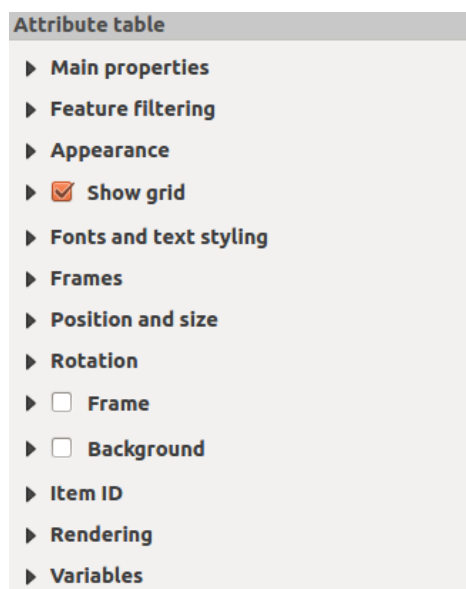 Attribute table
Main properties
Feature filtering
Appearance
Show grid
Fonts and text styling
Frames
Position and size
Rotation
Frame
Background
Item ID
Rendering
Variables